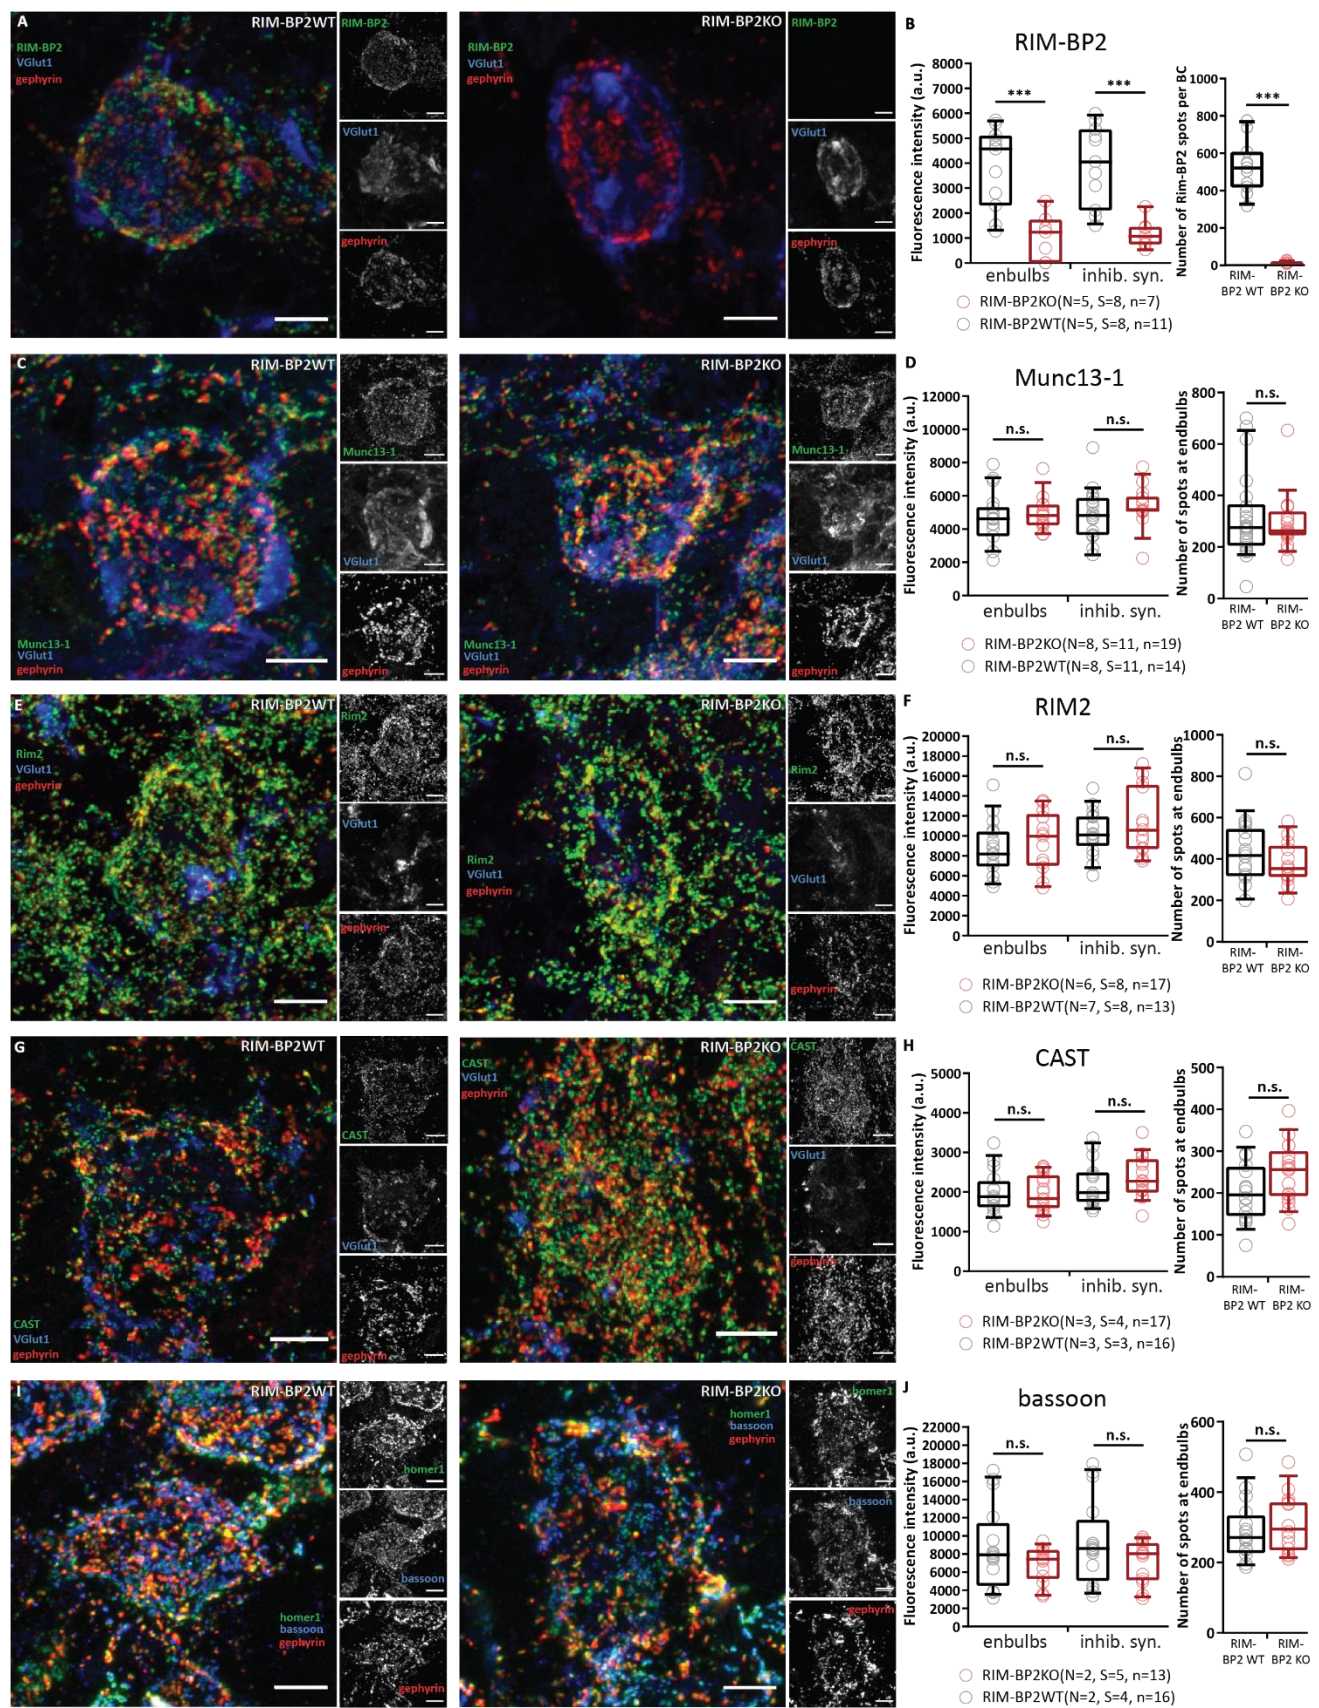 A
RIM-BP2WT
RIM-BP2
VGlut1
gephyrin
RIM-BP2
VGlut1
gephyrin
RIM-BP2KO
RIM-BP2
VGlut1
gephyrin
RIM-BP2
VGlut1
gephyrin
B
RIM-BP2
Fluorescence intensity (a.u.)
8000
7000
6000
5000
4000
3000
2000
1000
0
***
***
enbulbs
inhib. syn.
Number of Rim-BP2 spots per BC
1000
800
600
400
200
0
***
RIM-
BP2 WT
RIM-
BP2 KO
RIM-BP2KO(N=5, S=8, n=7)
RIM-BP2WT(N=5, S=8, n=11)
C
RIM-BP2WT
Munc13-1
VGlut1
gephyrin
Munc13-1
VGlut1
gephyrin
RIM-BP2KO
Munc13-1
VGlut1
gephyrin
Munc13-1
VGlut1
gephyrin
D
Munc13-1
Fluorescence intensity (a.u.)
12000
10000
8000
6000
4000
2000
0
n.s.
n.s.
enbulbs
inhib. syn.
Number of spots at endbulbs
800
600
400
200
0
n.s.
RIM-
BP2 WT
RIM-
BP2 KO
RIM-BP2KO(N=8, S=11, n=19)
RIM-BP2WT(N=8, S=11, n=14)
E
RIM-BP2WT
Rim2
VGlut1
gephyrin
Rim2
VGlut1
gephyrin
RIM-BP2KO
Rim2
VGlut1
gephyrin
Rim2
VGlut1
gephyrin
F
RIM2
Fluorescence intensity (a.u.)
20000
18000
16000
14000
12000
10000
8000
6000
4000
2000
0
n.s.
n.s.
enbulbs
inhib. syn.
Number of spots at endbulbs
1000
800
600
400
200
0
n.s.
RIM-
BP2 WT
RIM-
BP2 KO
RIM-BP2KO(N=6, S=8, n=17)
RIM-BP2WT(N=7, S=8, n=13)
G
RIM-BP2WT
CAST
VGlut1
gephyrin
CAST
VGlut1
gephyrin
RIM-BP2KO
CAST
VGlut1
gephyrin
CAST
VGlut1
gephyrin
H
CAST
Fluorescence intensity (a.u.)
5000
4000
3000
2000
1000
0
n.s.
n.s.
enbulbs
inhib. syn.
Number of spots at endbulbs
500
400
300
200
100
0
n.s.
RIM-
BP2 WT
RIM-
BP2 KO
RIM-BP2KO(N=3, S=4, n=17)
RIM-BP2WT(N=3, S=3, n=16)
I
RIM-BP2WT
homer1
bassoon
gephyrin
homer1
bassoon
gephyrin
RIM-BP2KO
homer1
bassoon
gephyrin
homer1
bassoon
gephyrin
J
bassoon
Fluorescence intensity (a.u.)
22000
20000
18000
16000
14000
12000
10000
8000
6000
4000
2000
0
n.s.
n.s.
enbulbs
inhib. syn.
Number of spots at endbulbs
600
400
200
0
n.s.
RIM-
BP2 WT
RIM-
BP2 KO
RIM-BP2KO(N=2, S=5, n=13)
RIM-BP2WT(N=2, S=4, n=16)